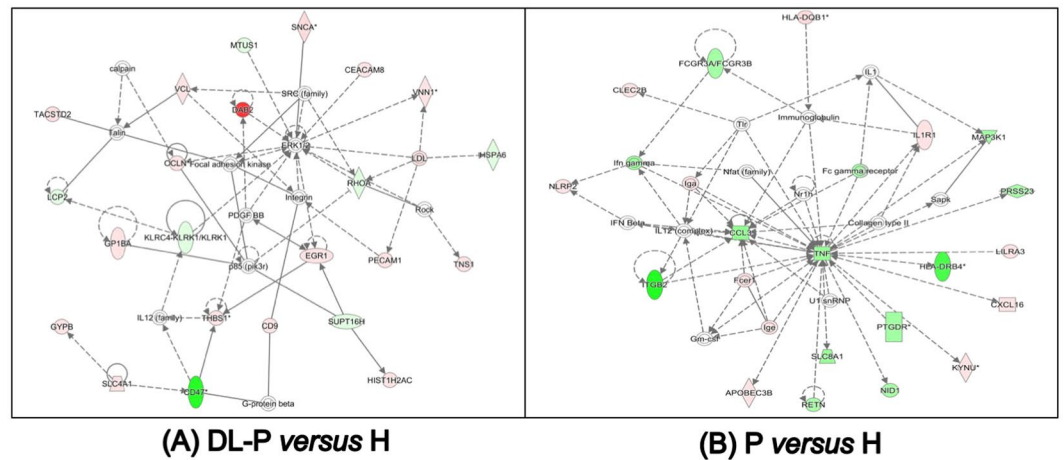 SNCA*
MTUS1
CEACAM8
calpain
VCL
SRC (family)
VNN1*
DAB2
TACSTD2
Talin
ERK1/2
OCLN
Focal adhesion kinase
LDL
HSPA6
RHOA
LCP2
Integrin
Rock
PDGF BB
KLRC4-KLRK1/KLRK1
GP1BA
EGR1
PECAM1
TNS1
p85 (pik3r)
IL12 (family)
THBS1*
CD9
SUPT16H
GYPB
SLC4A1
HIST1H2AC
CD47*
G-protein beta
(A) DL-P versus H
HLA-DQB1*
FCGR3A/FCGR3B
IL1
CLEC2B
Tlr
Immunoglobulin
IL1R1
MAP3K1
Ifn gamma
Nfat (family)
Fc gamma receptor
NLRP2
Iga
Nr1h
Sapk
PRSS23
IFN Beta
Collagen type II
IL12 (complex)
CCL3
TNF
LILRA3
HLA-DRB4*
ITGB2
Fcer1
U1 snRNP
CXCL16
Ige
PTGDR*
Gm-csf
SLC8A1
KYNU*
APOBEC3B
NID1
RETN
(B) P versus H